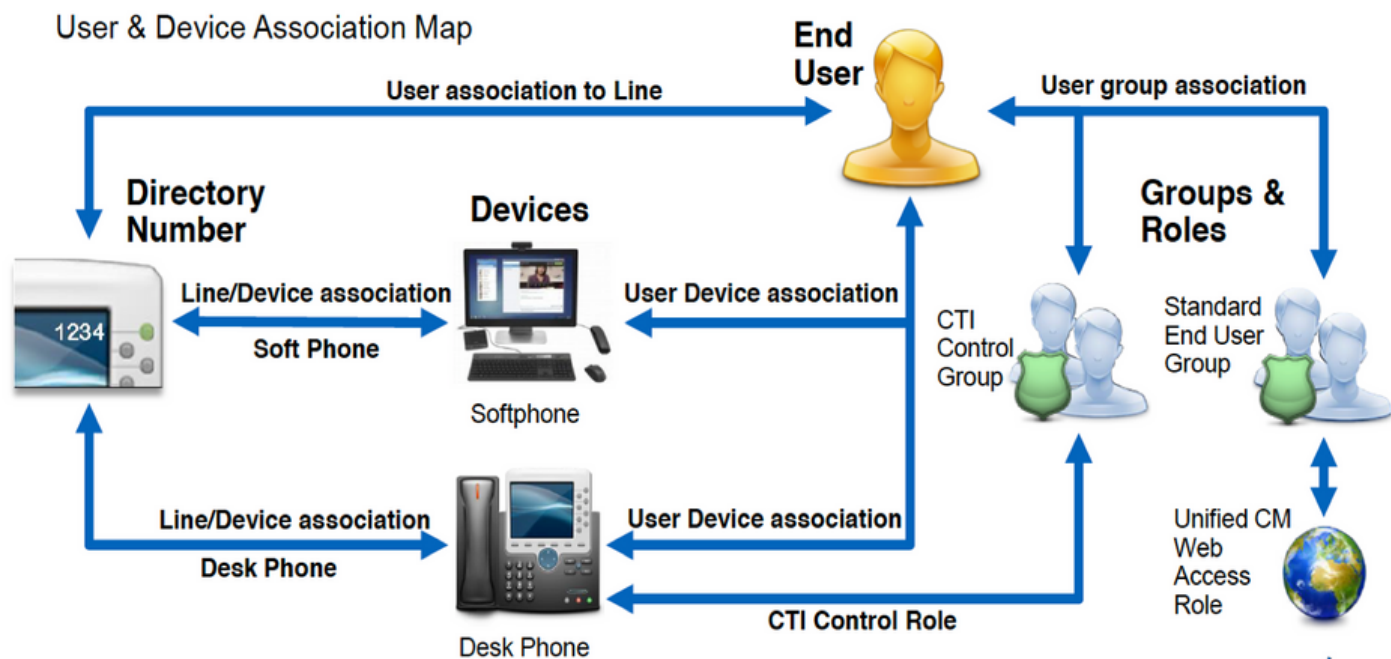 User & Device Association Map
End
User
User association to Line
User group association
Directory
Number
Devices
Groups &
Roles
Line/Device association
Soft Phone
User Device association
1234
CTI
Control
Group
Standard
End User
Group
Softphone
Line/Device association
Desk Phone
User Device association
Unified CM
Web
Access
Role
CTI Control Role
Desk Phone